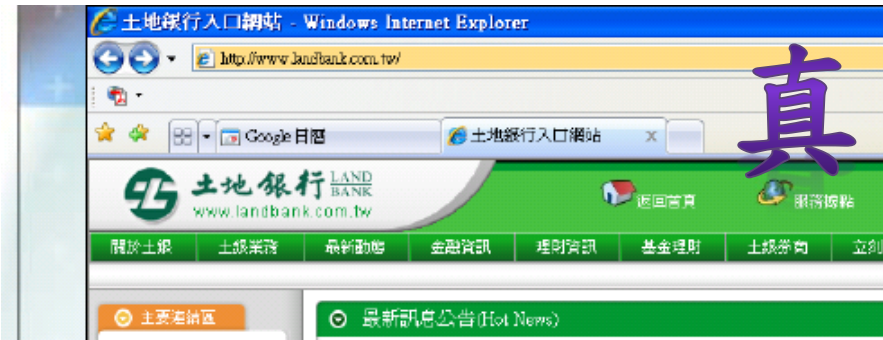 土地銀行入口網站 - Windows Internet Explorer
http://www.landbank.com.tw/
真
Google 日曆 土地銀行入口網站 x
土地銀行 LAND BANK
www.landbank.com.tw
返回首頁 服務據點
關於土銀 土銀業務 最新動態 金融資訊 理財資訊 基金理財 土銀券商 立刻
主要連結區 最新訊息公告(Hot News)